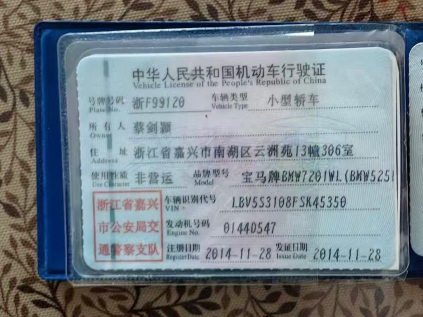 中华人民共和国机动车行驶证
Vehicle License of the People's Republic of China
号牌号码 浙F99120 车辆类型 小型轿车
Plate No. Vehicle Type
所有人 蔡剑颖
Owner
住址 浙江省嘉兴市南湖区云洲苑13幢306室
Address
使用性质 非营运 品牌型号 宝马牌BMW7201WL(BMW525
Use Character Model
浙江省嘉兴
市公安局交
通警察支队
车辆识别代号 LBV5S3108FSK45350
VIN
发动机号码 01440547
Engine No.
注册日期 2014-11-28 发证日期 2014-11-28
Register Date Issue Date